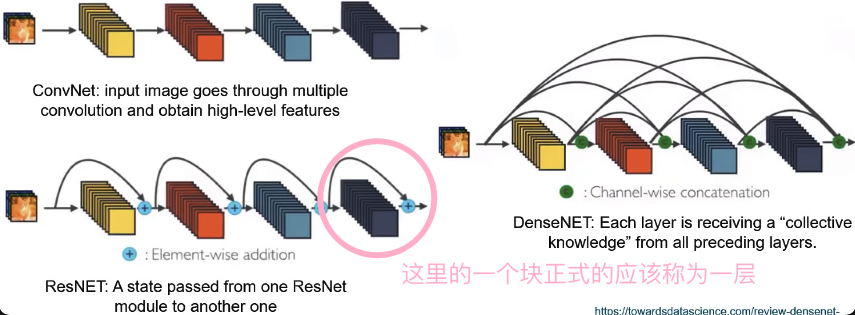 ConvNet: input image goes through multiple
convolution and obtain high-level features
+ : Element-wise addition
ResNET: A state passed from one ResNet
module to another one
C C C C
C : Channel-wise concatenation
DenseNET: Each layer is receiving a “collective
knowledge” from all preceding layers.
这里的一个块正式的应该称为一层
https://towardsdatascience.com/review-densenet-